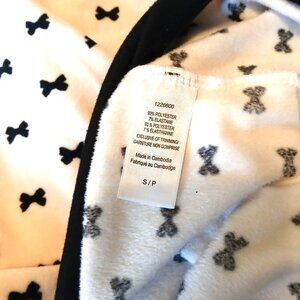 1226600
93% POLYESTER
7% ELASTANE
93 % POLYESTER
7 % ÉLASTHANNE
EXCLUSIVE OF TRIMMING/
GARNITURE NON COMPRISE
Made in Cambodia
Fabriqué au Cambodge
S / P